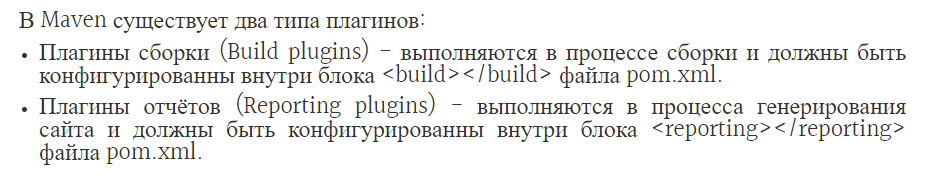 В Maven существует два типа плагинов:
• Плагины сборки (Build plugins) – выполняются в процессе сборки и должны быть
конфигурированны внутри блока <build></build> файла pom.xml.
• Плагины отчётов (Reporting plugins) – выполняются в процесса генерирования
сайта и должны быть конфигурированны внутри блока <reporting></reporting>
файла pom.xml.